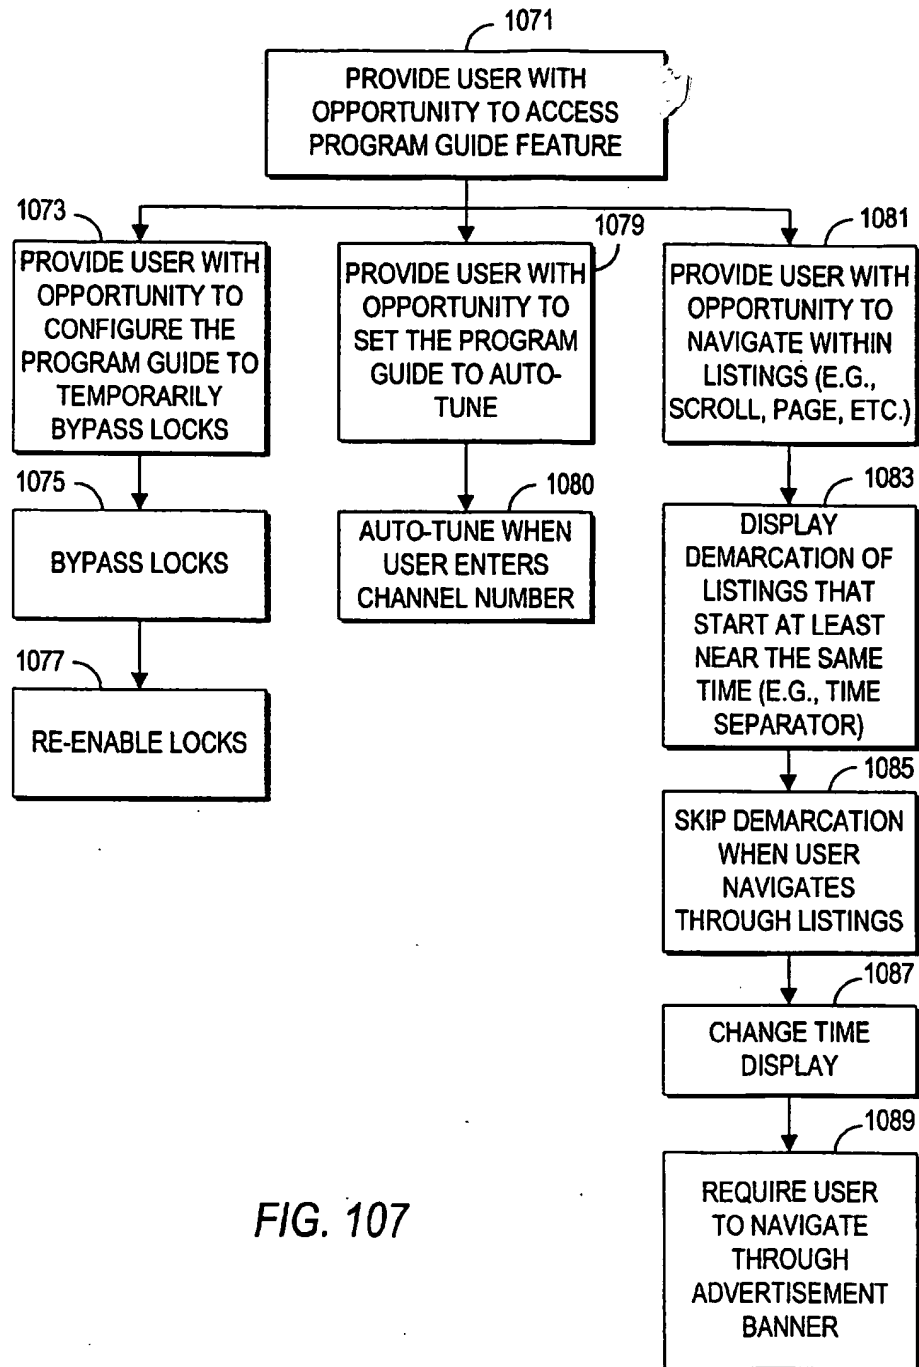 1071
PROVIDE USER WITH
OPPORTUNITY TO ACCESS
PROGRAM GUIDE FEATURE
1073
PROVIDE USER WITH
OPPORTUNITY TO
CONFIGURE THE
PROGRAM GUIDE TO
TEMPORARILY
BYPASS LOCKS
1075
BYPASS LOCKS
1077
RE-ENABLE LOCKS
1079
PROVIDE USER WITH
OPPORTUNITY TO
SET THE PROGRAM
GUIDE TO AUTO-
TUNE
1080
AUTO-TUNE WHEN
USER ENTERS
CHANNEL NUMBER
1081
PROVIDE USER WITH
OPPORTUNITY TO
NAVIGATE WITHIN
LISTINGS (E.G.,
SCROLL, PAGE, ETC.)
1083
DISPLAY
DEMARCATION OF
LISTINGS THAT
START AT LEAST
NEAR THE SAME
TIME (E.G., TIME
SEPARATOR)
1085
SKIP DEMARCATION
WHEN USER
NAVIGATES
THROUGH LISTINGS
1087
CHANGE TIME
DISPLAY
1089
REQUIRE USER
TO NAVIGATE
THROUGH
ADVERTISEMENT
BANNER
FIG. 107